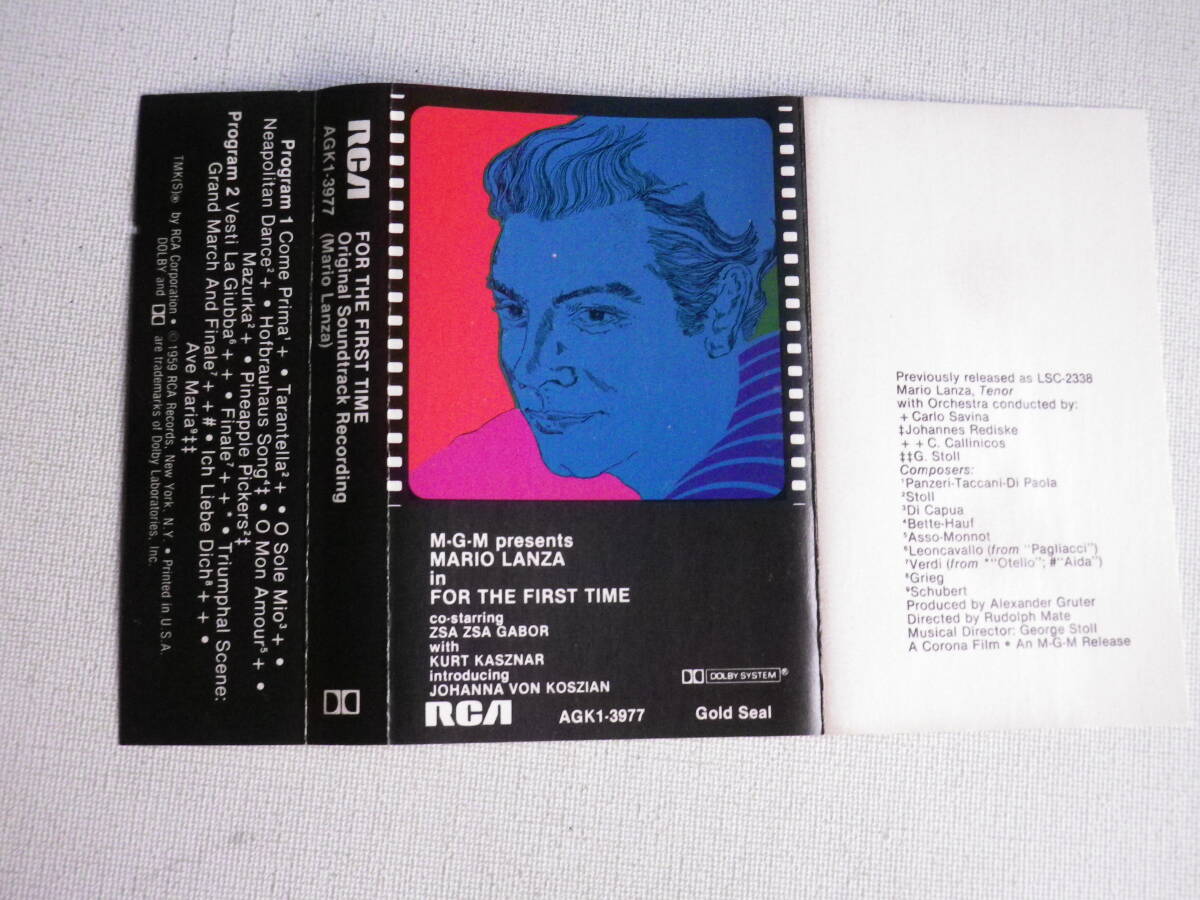 Program 1 Come Prima¹ + • Tarantella² + • O Sole Mio³ + •
Neapolitan Dance² + • Hofbrauhaus Song⁴‡ • O Mon Amour⁵ + •
Mazurka² + • Pineapple Pickers²‡
Program 2 Vesti La Giubba⁶ + + • Finale⁷ + + * • Triumphal Scene:
Grand March And Finale⁷ + + # • Ich Liebe Dich⁸ + + •
Ave Maria⁹‡‡
TMK(S)® by RCA Corporation • © 1959 RCA Records, New York, N.Y. • Printed in U.S.A.
DOLBY and are trademarks of Dolby Laboratories, Inc.
RCA FOR THE FIRST TIME
Original Soundtrack Recording
AGK1-3977 (Mario Lanza)
M-G-M presents
MARIO LANZA
in
FOR THE FIRST TIME
co-starring
ZSA ZSA GABOR
with
KURT KASZNAR
introducing
JOHANNA VON KOSZIAN
DOLBY SYSTEM®
RCA AGK1-3977 Gold Seal
Previously released as LSC-2338
Mario Lanza, Tenor
with Orchestra conducted by:
+ Carlo Savina
‡Johannes Rediske
+ + C. Callinicos
‡‡G. Stoll
Composers:
¹Panzeri-Taccani-Di Paola
²Stoll
³Di Capua
⁴Bette-Hauf
⁵Asso-Monnot
⁶Leoncavallo (from "Pagliacci")
⁷Verdi (from *"Otello"; #"Aida")
⁸Grieg
⁹Schubert
Produced by Alexander Gruter
Directed by Rudolph Mate
Musical Director: George Stoll
A Corona Film • An M-G-M Release